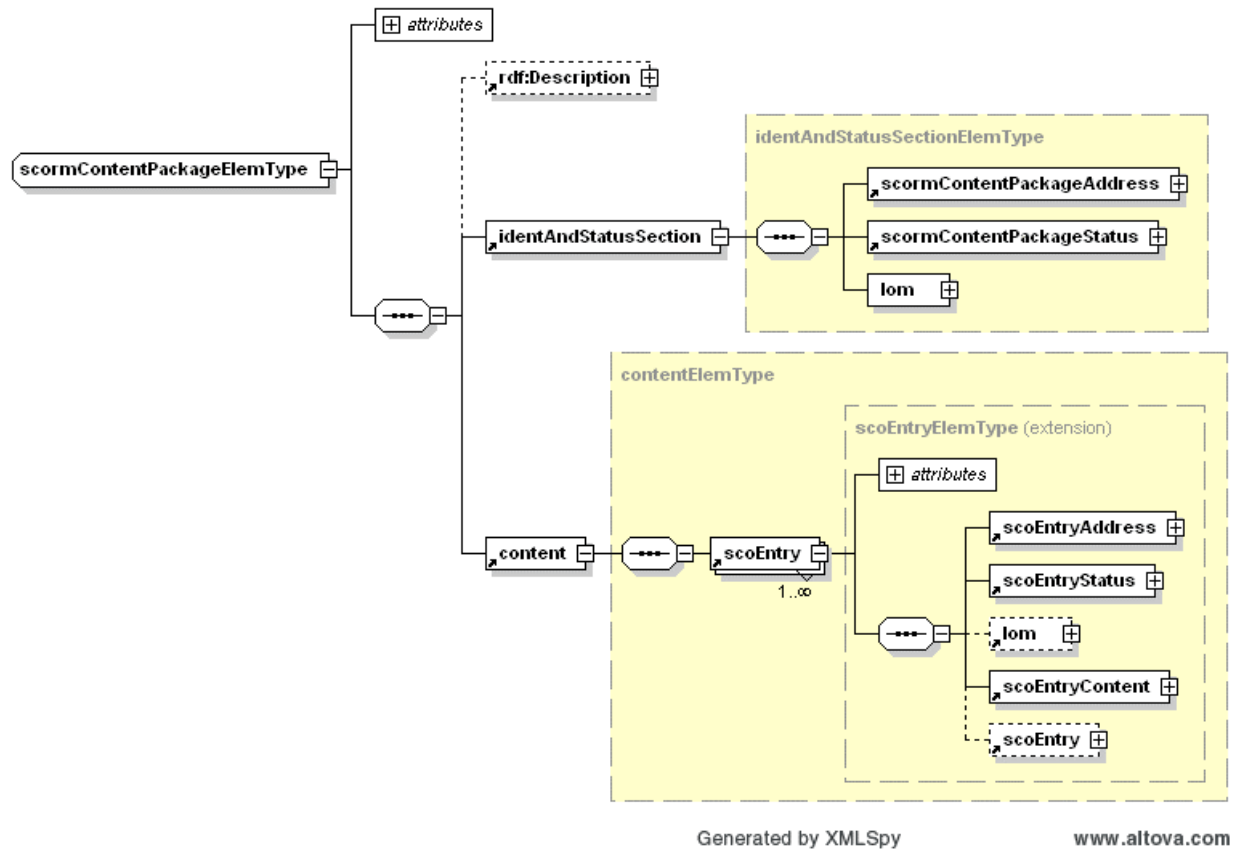 attributes
rdf:Description
identAndStatusSectionElemType
scormContentPackageElemType
scormContentPackageAddress
identAndStatusSection
scormContentPackageStatus
lom
contentElemType
scoEntryElemType (extension)
attributes
content
scoEntry
1..∞
scoEntryAddress
scoEntryStatus
lom
scoEntryContent
scoEntry
Generated by XMLSpy
www.altova.com